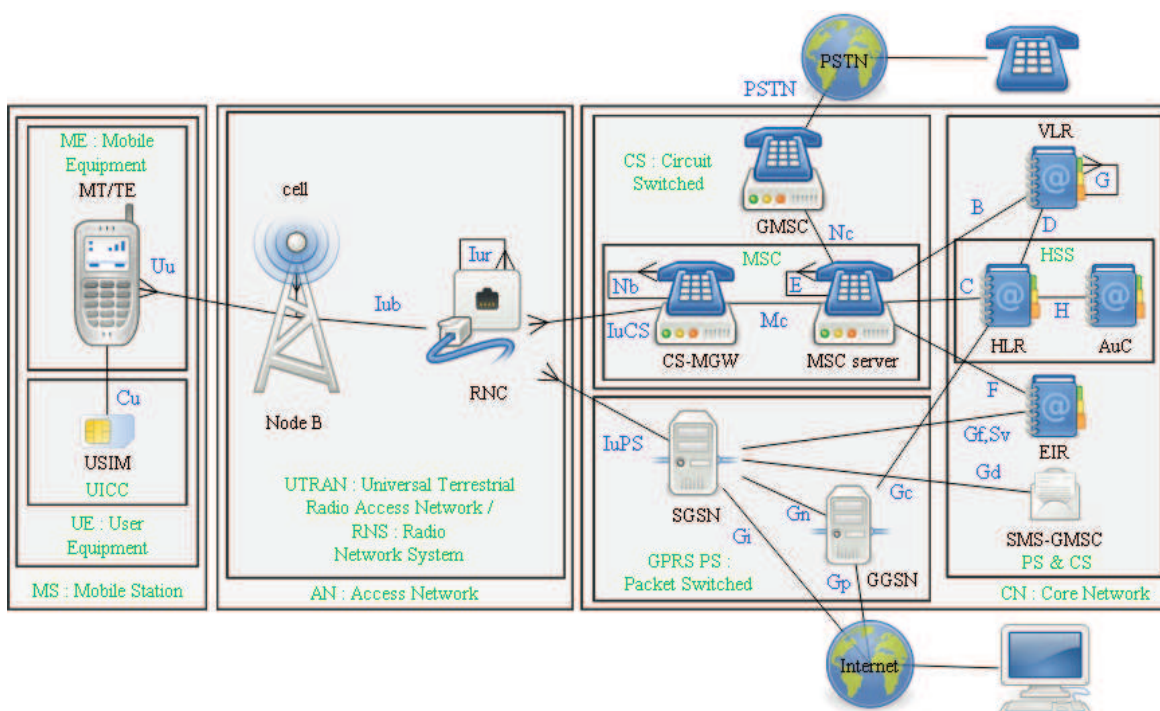 PSTN
PSTN
ME : Mobile
Equipment
MT/TE
Uu
Cu
USIM
UICC
UE : User
Equipment
MS : Mobile Station
cell
Iub
Iur
RNC
Node B
UTRAN : Universal Terrestrial
Radio Access Network /
RNS : Radio
Network System
AN : Access Network
CS : Circuit
Switched
GMSC
Nc
MSC
Nb
E
IuCS
Mc
CS-MGW
MSC server
VLR
G
B
D
HSS
C
H
HLR
AuC
F
EIR
Gf,Sv
Gd
IuPS
SGSN
Gn
Gc
Gi
Gp
GGSN
GPRS PS :
Packet Switched
SMS-GMSC
PS & CS
CN : Core Network
Internet